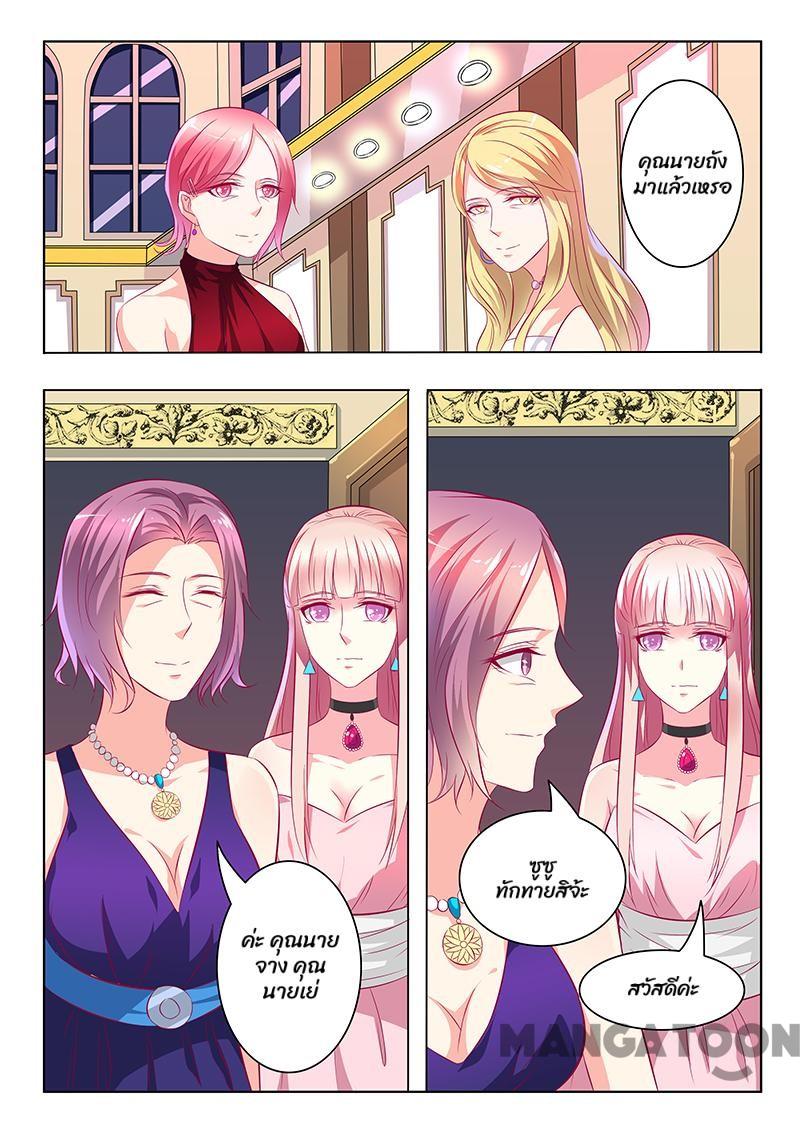 คุณนายถัง
มาแล้วเหรอ
ค่ะ คุณนาย
จาง คุณ
นายเย่
ซูซู
ทักทายสิจ้ะ
สวัสดีค่ะ
MANGATOON